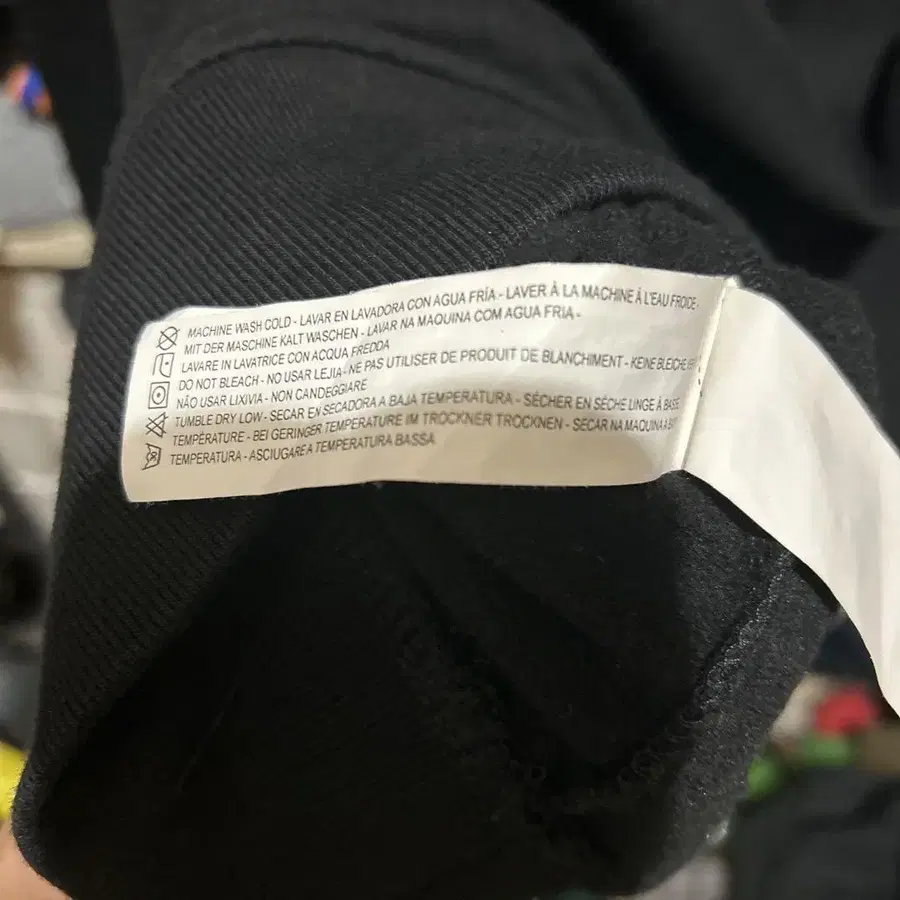 MACHINE WASH COLD - LAVAR EN LAVADORA CON AGUA FRÍA - LAVER À LA MACHINE À L'EAU FROIDE -
MIT DER MASCHINE KALT WASCHEN - LAVAR NA MAQUINA COM AGUA FRIA -
LAVARE IN LAVATRICE CON ACQUA FREDDA
DO NOT BLEACH - NO USAR LEJIA - NE PAS UTILISER DE PRODUIT DE BLANCHIMENT - KEINE BLEICHE
NÃO USAR LIXIVIA - NON CANDEGGIARE
TUMBLE DRY LOW - SECAR EN SECADORA A BAJA TEMPERATURA - SÉCHER EN SÈCHE LINGE À BASSE
TEMPÉRATURE - BEI GERINGER TEMPERATURE IM TROCKNER TROCKNEN - SECAR NA MAQUINA A
TEMPERATURA - ASCIUGARE A TEMPERATURA BASSA